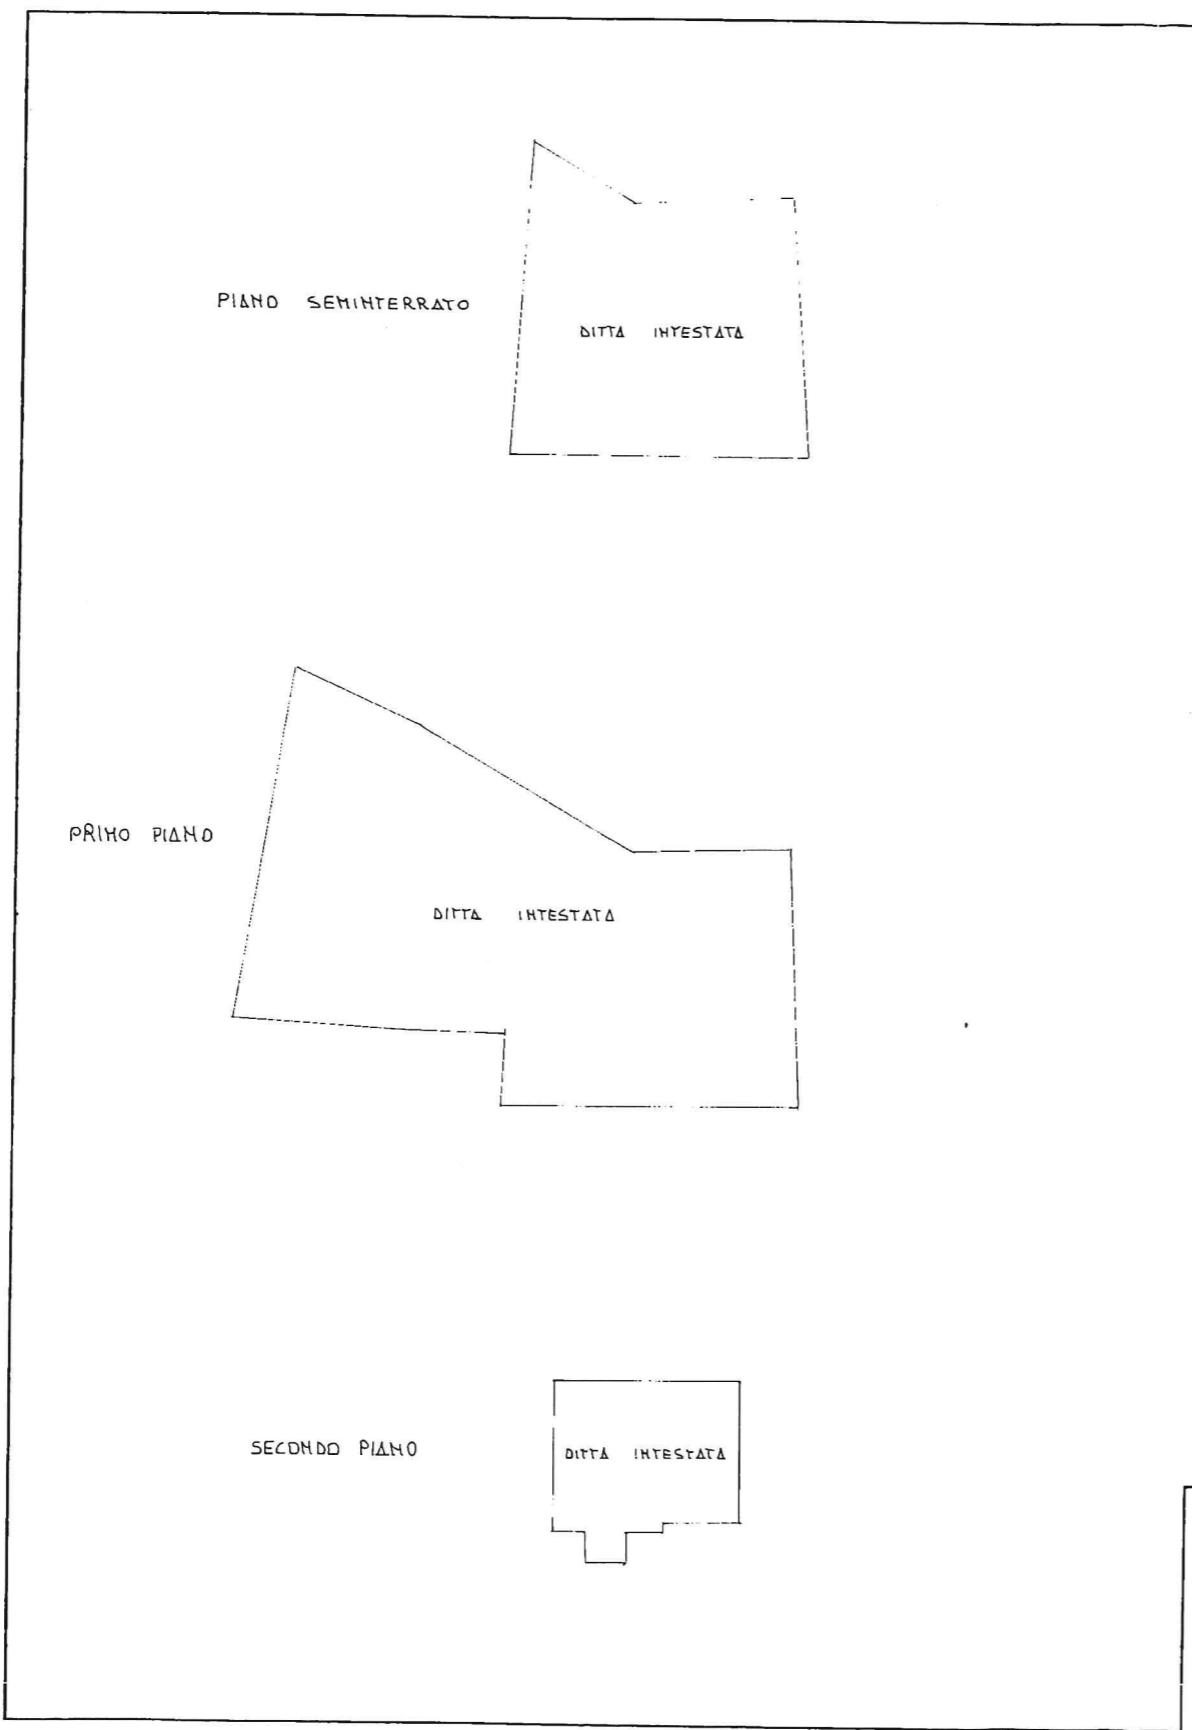 PIANO SEMINTERRATO
DITTA INTESTATA
PRIMO PIANO
DITTA INTESTATA
SECONDO PIANO
DITTA INTESTATA